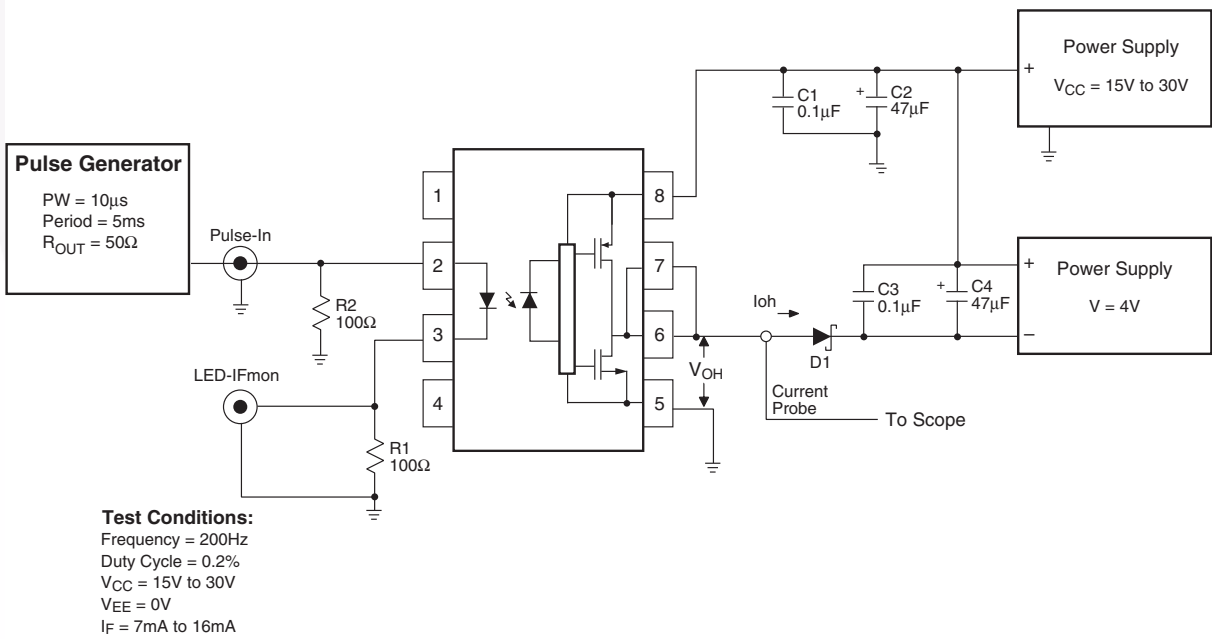 Power Supply
VCC = 15V to 30V
+
C1
0.1μF
+
C2
47μF
Pulse Generator
PW = 10μs
Period = 5ms
ROUT = 50Ω
Pulse-In
R2
100Ω
LED-IFmon
R1
100Ω
1
2
3
4
8
7
6
5
VOH
Ioh
D1
Current
Probe
To Scope
C3
0.1μF
+
C4
47μF
Power Supply
V = 4V
+
–
Test Conditions:
Frequency = 200Hz
Duty Cycle = 0.2%
VCC = 15V to 30V
VEE = 0V
IF = 7mA to 16mA